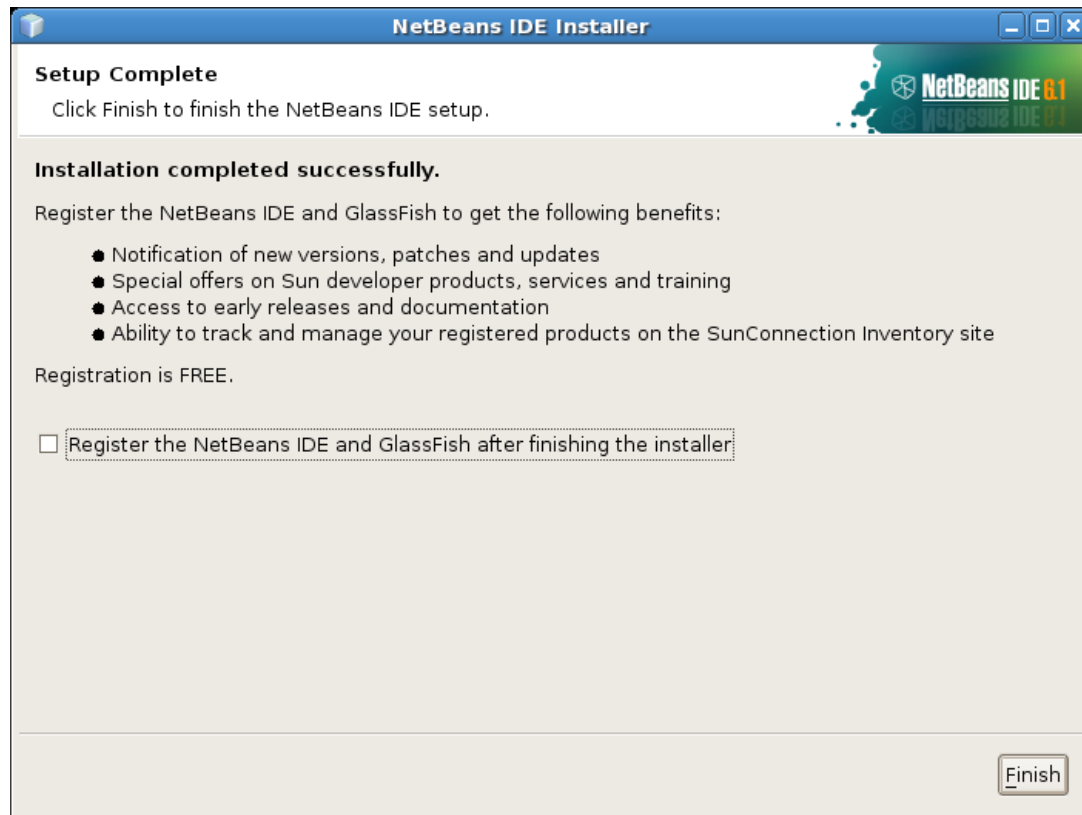 NetBeans IDE Installer
Setup Complete
Click Finish to finish the NetBeans IDE setup.
NetBeans IDE 6.1
Installation completed successfully.
Register the NetBeans IDE and GlassFish to get the following benefits:
● Notification of new versions, patches and updates
● Special offers on Sun developer products, services and training
● Access to early releases and documentation
● Ability to track and manage your registered products on the SunConnection Inventory site
Registration is FREE.
Register the NetBeans IDE and GlassFish after finishing the installer
Finish